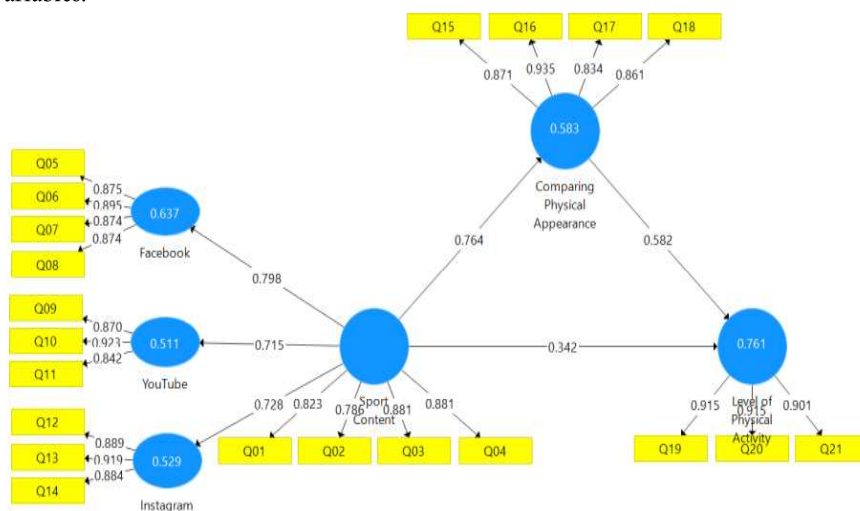 Q15
Q16
Q17
Q18
0.871
0.935
0.834
0.861
0.583
Comparing
Physical
Appearance
Q05
Q06
Q07
Q08
0.875
0.895
0.874
0.874
0.637
Facebook
0.798
0.764
0.582
Q09
Q10
Q11
0.870
0.923
0.842
0.511
YouTube
0.715
0.342
0.761
Level of
Physical
Activity
Q12
Q13
Q14
0.889
0.919
0.884
0.529
Instagram
0.728
Sport
Content
0.823
0.786
0.881
0.881
Q01
Q02
Q03
Q04
0.915
0.915
0.901
Q19
Q20
Q21